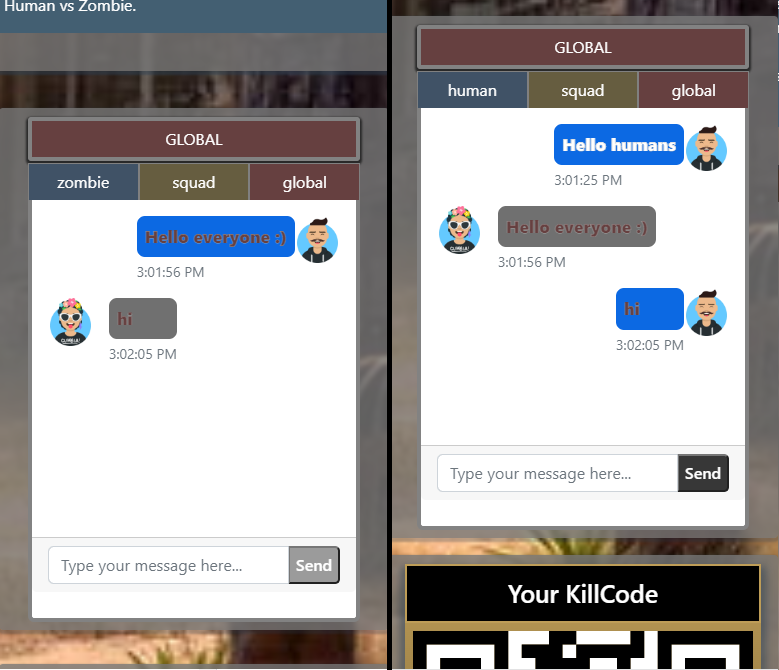 Human vs Zombie.
GLOBAL
zombie squad global
Hello everyone :)
3:01:56 PM
hi
3:02:05 PM
Type your message here... Send
GLOBAL
human squad global
Hello humans
3:01:25 PM
Hello everyone :)
3:01:56 PM
hi
3:02:05 PM
Type your message here... Send
Your KillCode